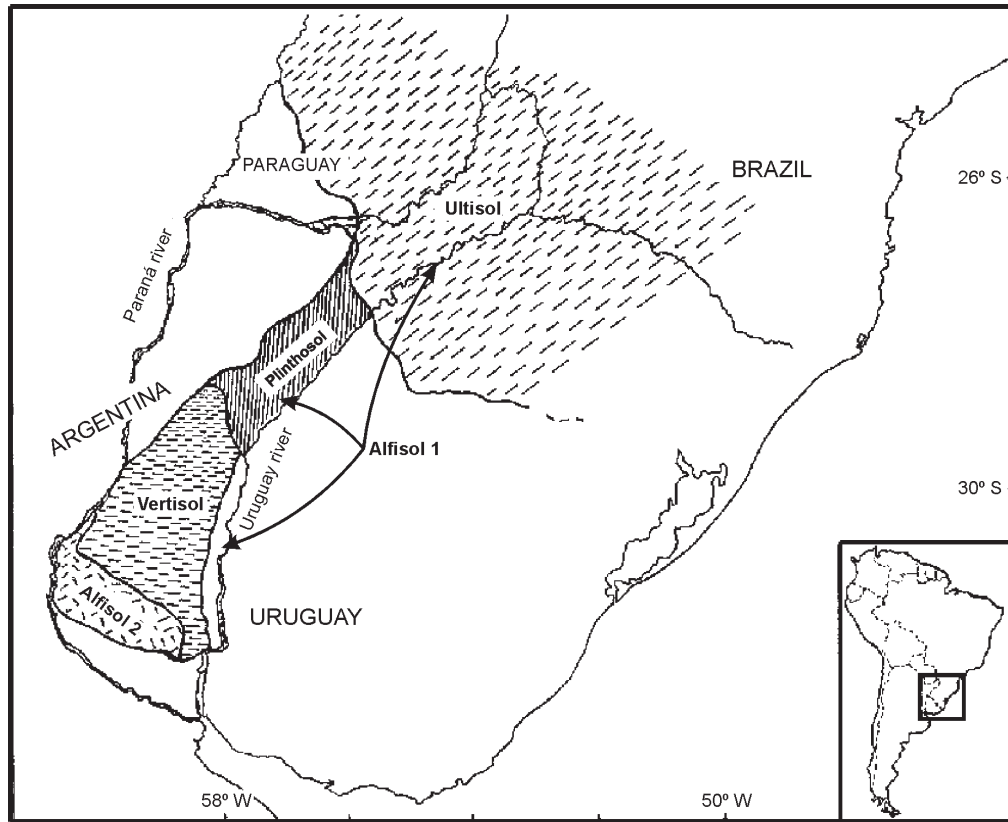 PARAGUAY
BRAZIL
26º S
Ultisol
Paraná river
Plinthosol
ARGENTINA
Alfisol 1
Uruguay river
30º S
Vertisol
Alfisol 2
URUGUAY
58º W
50º W